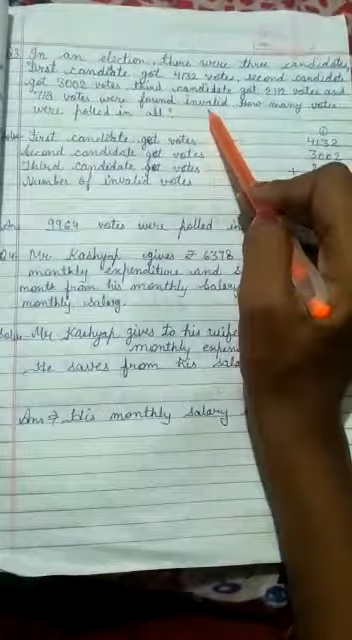 Q3 In an election, there were three candidates,
First candidate got 4132 votes, second candidate
got 3002 votes third candidate got 2112 votes and
718 votes were found invalid. How many votes
were polled in all?
①
Solu- First candidate got votes 4132
Second candidate got votes 3002
Third candidate got votes +
Number of invalid votes
Ans 9964 votes were polled in
Q4. Mr. Kashyap gives ₹ 6378
monthly expenditure and
month from his monthly salary
monthly salary.
Solu- Mr Kashyap gives to his wife
monthly
He saves from his
Ans ⇒ His monthly salary